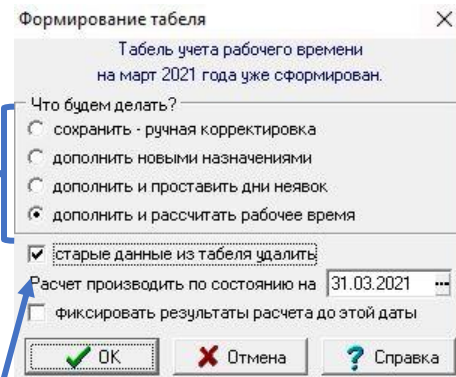 Формирование табеля
Табель учета рабочего времени
на март 2021 года уже сформирован.
Что будем делать?
сохранить - ручная корректировка
дополнить новыми назначениями
дополнить и проставить дни неявок
дополнить и рассчитать рабочее время
старые данные из табеля удалить
Расчет производить по состоянию на 31.03.2021 ...
фиксировать результаты расчета до этой даты
OK Отмена Справка